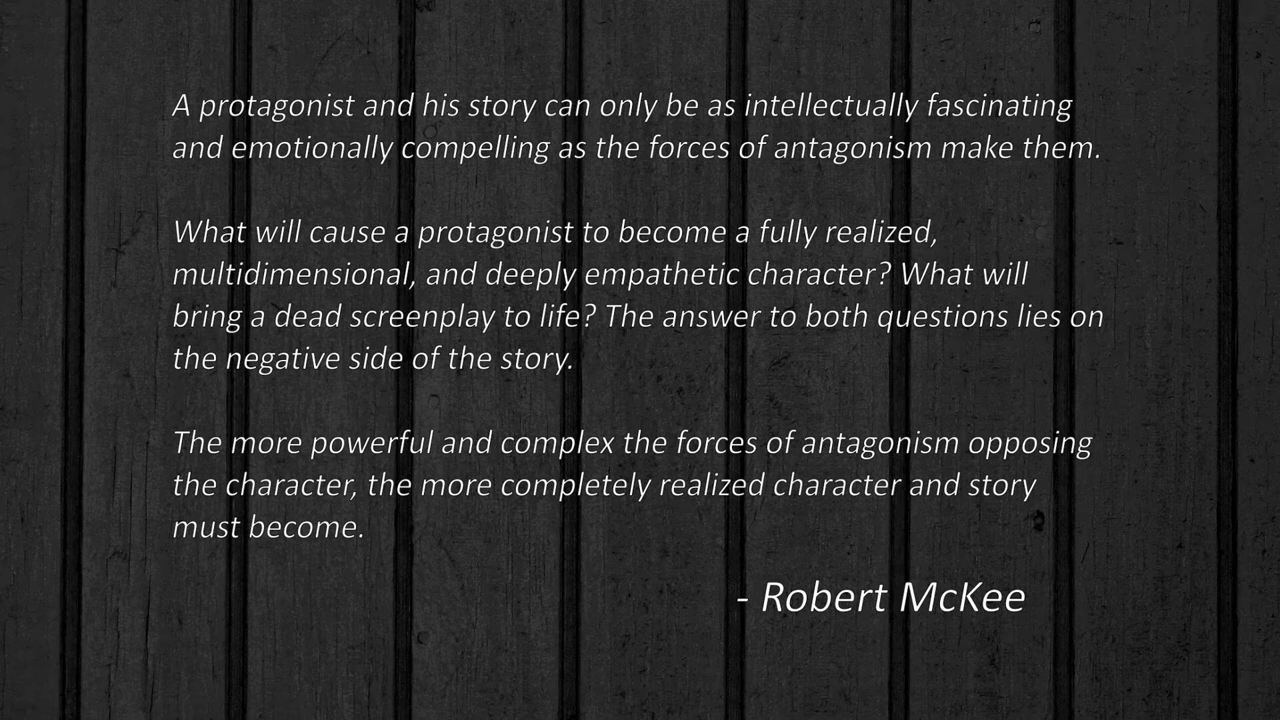 A protagonist and his story can only be as intellectually fascinating
and emotionally compelling as the forces of antagonism make them.
What will cause a protagonist to become a fully realized,
multidimensional, and deeply empathetic character? What will
bring a dead screenplay to life? The answer to both questions lies on
the negative side of the story.
The more powerful and complex the forces of antagonism opposing
the character, the more completely realized character and story
must become.
- Robert McKee